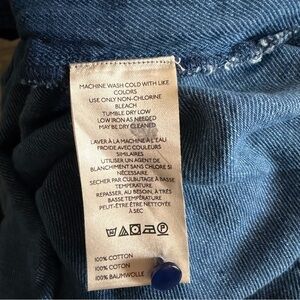 MACHINE WASH COLD WITH LIKE
COLORS
USE ONLY NON-CHLORINE
BLEACH
TUMBLE DRY LOW
LOW IRON AS NEEDED
MAY BE DRY CLEANED
LAVER À LA MACHINE À L'EAU
FROIDE AVEC COULEURS
SIMILAIRES
UTILISER UN AGENT DE
BLANCHIMENT SANS CHLORE SI
NÉCESSAIRE
SÉCHER PAR CULBUTAGE À BASSE
TEMPÉRATURE
REPASSER, AU BESOIN, À TRÈS
BASSE TEMPÉRATURE
PEUT-ÊTRE ÊTRE NETTOYÉE
À SEC
P
100% COTTON
100% COTON
100% BAUMWOLLE